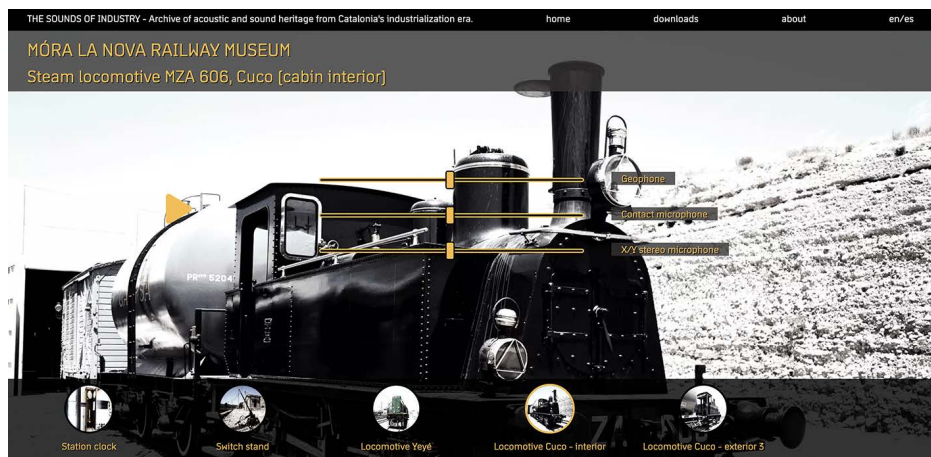 THE SOUNDS OF INDUSTRY - Archive of acoustic and sound heritage from Catalonia's industrialization era.
home
downloads
about
en/es
MÓRA LA NOVA RAILWAY MUSEUM
Steam locomotive MZA 606, Cuco [cabin interior]
Geophone
Contact microphone
X/Y stereo microphone
5204
Station clock
Switch stand
Locomotive Yeyé
Locomotive Cuco - interior
Locomotive Cuco - exterior 3